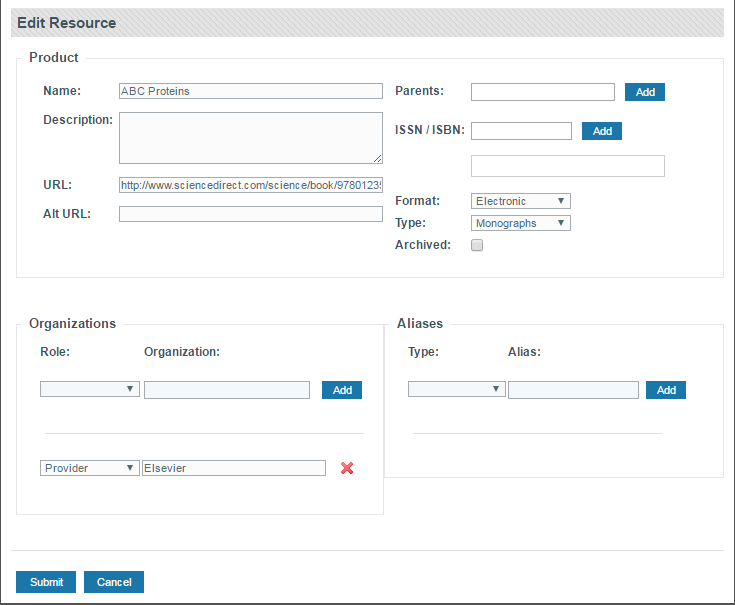 Edit Resource
Product
Name: ABC Proteins
Parents: Add
Description:
ISSN / ISBN: Add
URL: http://www.sciencedirect.com/science/book/9780123
Format: Electronic
Alt URL:
Type: Monographs
Archived:
Organizations
Role: Organization:
Add
Provider Elsevier
Aliases
Type: Alias:
Add
Submit Cancel